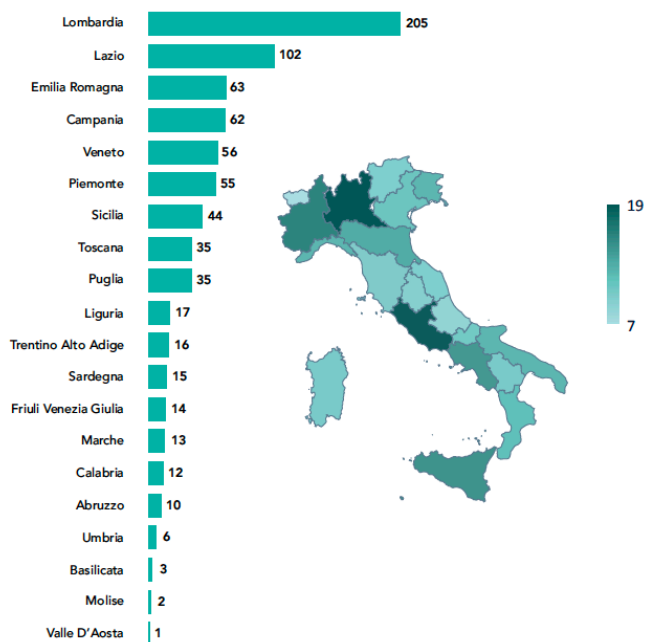 Lombardia 205
Lazio 102
Emilia Romagna 63
Campania 62
Veneto 56
Piemonte 55
Sicilia 44
Toscana 35
Puglia 35
Liguria 17
Trentino Alto Adige 16
Sardegna 15
Friuli Venezia Giulia 14
Marche 13
Calabria 12
Abruzzo 10
Umbria 6
Basilicata 3
Molise 2
Valle D'Aosta 1
19
7